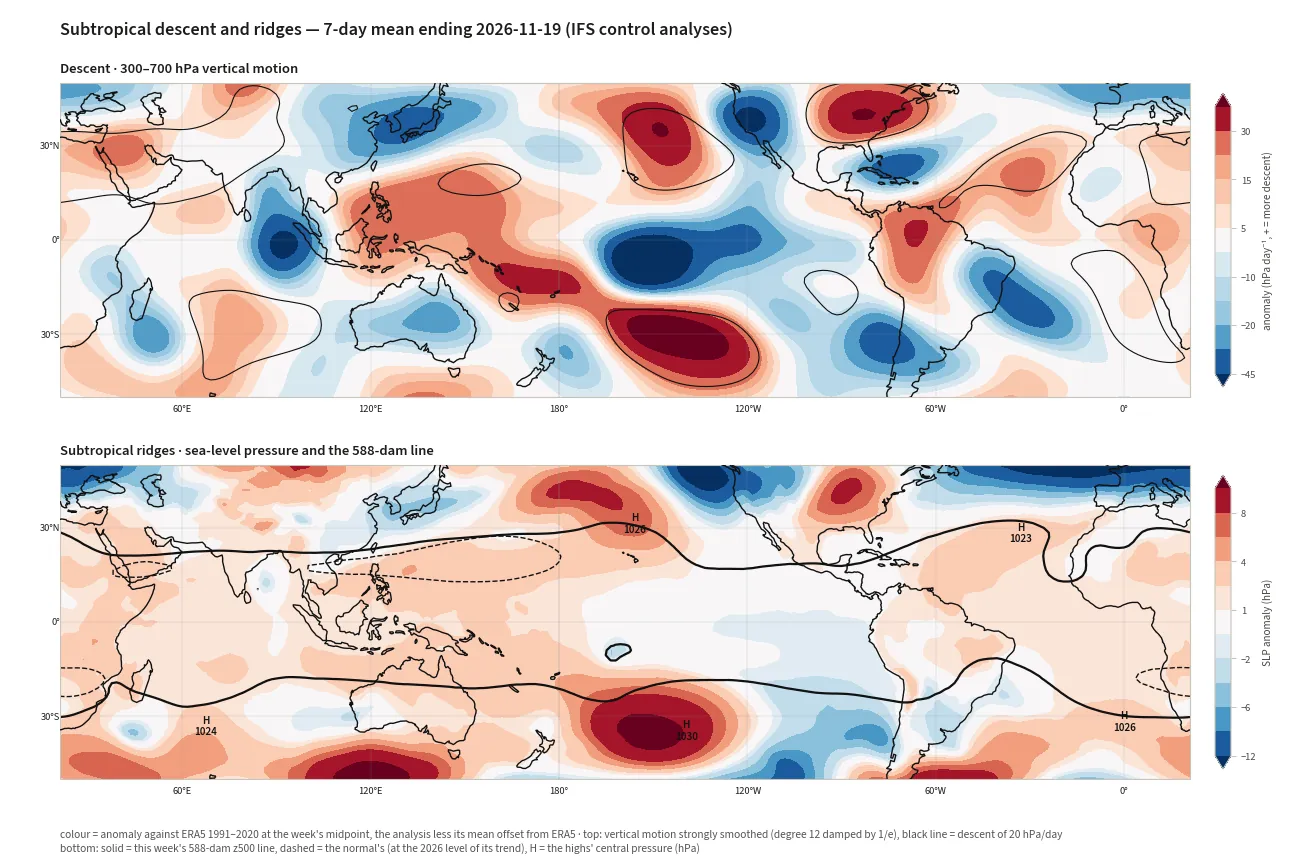 Subtropical descent and ridges — 7-day mean ending 2026-11-19 (IFS control analyses)
Descent · 300–700 hPa vertical motion
30°N
0°
30°S
60°E
120°E
180°
120°W
60°W
0°
30
15
5
−10
−20
−45
anomaly (hPa day⁻¹, + = more descent)
Subtropical ridges · sea-level pressure and the 588-dam line
30°N
0°
30°S
H
1026
H
1023
H
1024
H
1030
H
1026
60°E
120°E
180°
120°W
60°W
0°
8
4
1
−2
−6
−12
SLP anomaly (hPa)
colour = anomaly against ERA5 1991–2020 at the week's midpoint, the analysis less its mean offset from ERA5 · top: vertical motion strongly smoothed (degree 12 damped by 1/e), black line = descent of 20 hPa/day
bottom: solid = this week's 588-dam z500 line, dashed = the normal's (at the 2026 level of its trend), H = the highs' central pressure (hPa)